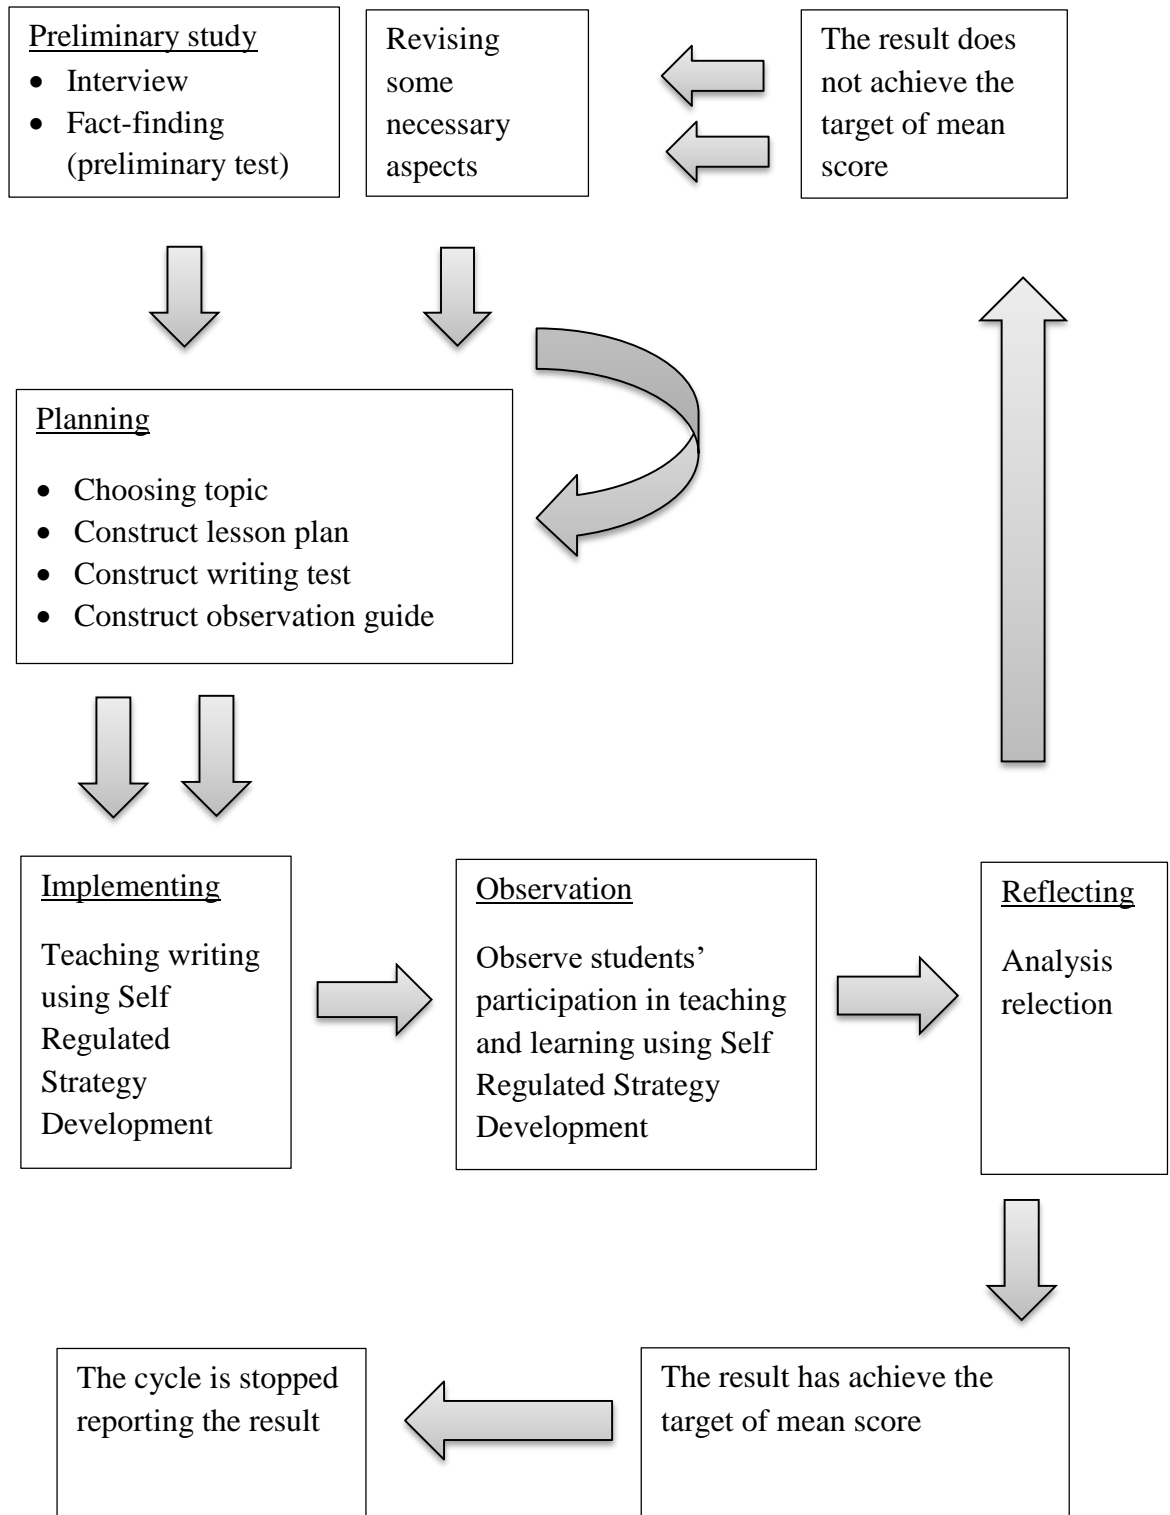 Preliminary study
• Interview
• Fact-finding
(preliminary test)
Revising
some
necessary
aspects
The result does
not achieve the
target of mean
score
Planning
• Choosing topic
• Construct lesson plan
• Construct writing test
• Construct observation guide
Implementing
Teaching writing
using Self
Regulated
Strategy
Development
Observation
Observe students’
participation in teaching
and learning using Self
Regulated Strategy
Development
Reflecting
Analysis
relection
The cycle is stopped
reporting the result
The result has achieve the
target of mean score